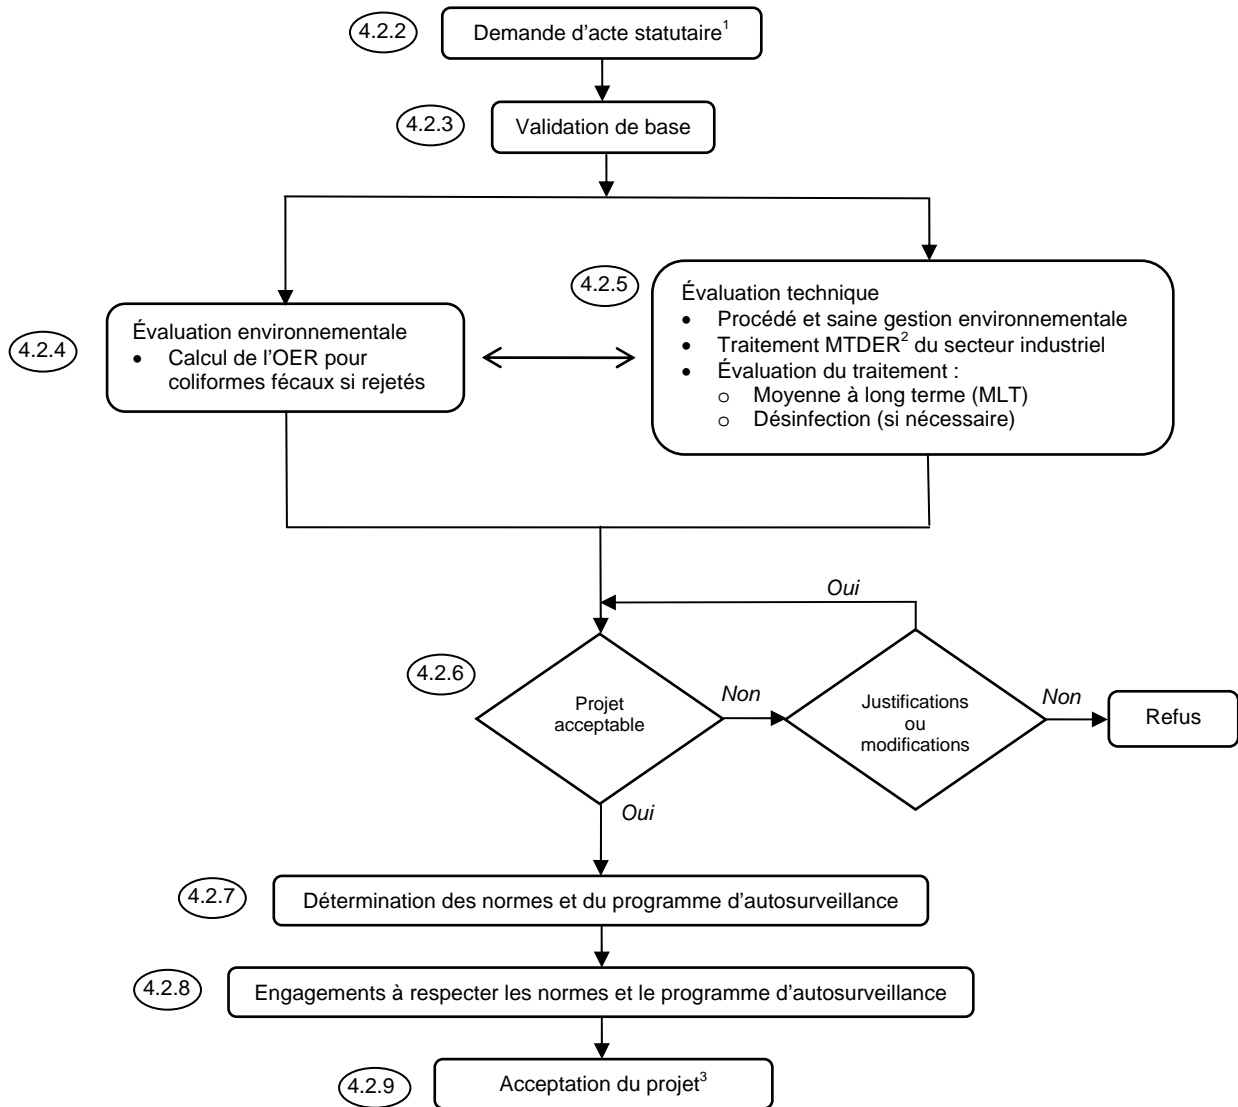 4.2.2
Demande d'acte statutaire¹
4.2.3
Validation de base
4.2.4
Évaluation environnementale
• Calcul de l'OER pour
coliformes fécaux si rejetés
4.2.5
Évaluation technique
• Procédé et saine gestion environnementale
• Traitement MTDER² du secteur industriel
• Évaluation du traitement :
o Moyenne à long terme (MLT)
o Désinfection (si nécessaire)
Oui
4.2.6
Projet
acceptable
Non
Justifications
ou
modifications
Non
Refus
Oui
4.2.7
Détermination des normes et du programme d'autosurveillance
4.2.8
Engagements à respecter les normes et le programme d'autosurveillance
4.2.9
Acceptation du projet³